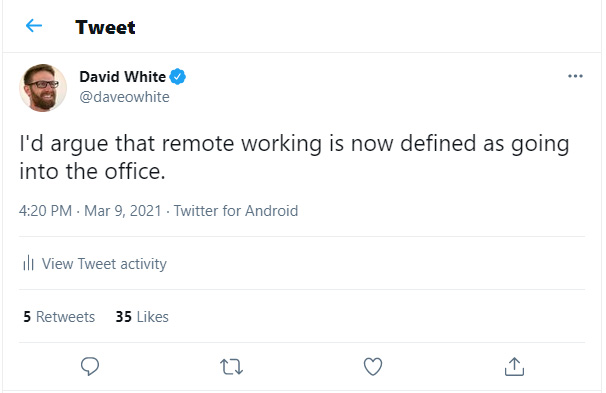 Tweet
David White
@daveowhite
I'd argue that remote working is now defined as going
into the office.
4:20 PM · Mar 9, 2021 · Twitter for Android
View Tweet activity
5 Retweets 35 Likes